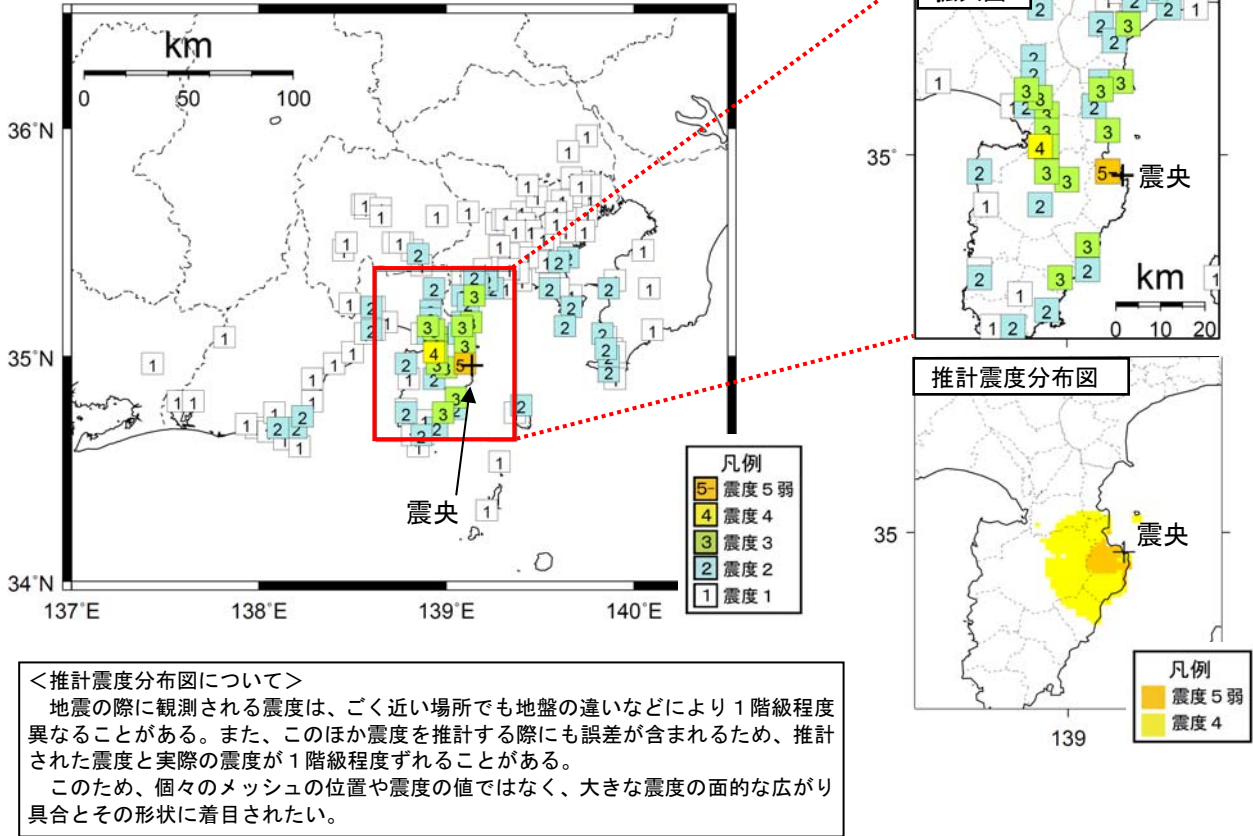 km
0 50 100
36˚N
35˚N
34˚N
137˚E 138˚E 139˚E 140˚E
震央
凡例
5- 震度５弱
4 震度４
3 震度３
2 震度２
1 震度１
35˚
震央
km
0 10 20
推計震度分布図
35
震央
139
凡例
震度５弱
震度４
＜推計震度分布図について＞
地震の際に観測される震度は、ごく近い場所でも地盤の違いなどにより１階級程度
異なることがある。また、このほか震度を推計する際にも誤差が含まれるため、推計
された震度と実際の震度が１階級程度ずれることがある。
このため、個々のメッシュの位置や震度の値ではなく、大きな震度の面的な広がり
具合とその形状に着目されたい。